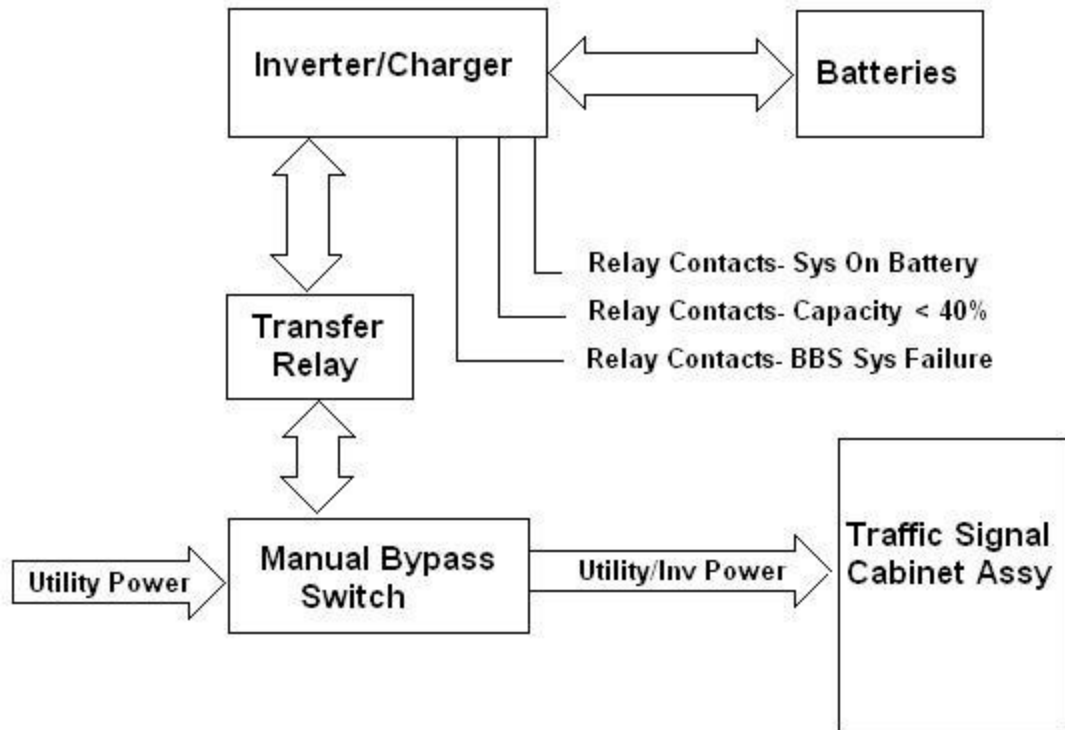 Inverter/Charger
Batteries
Relay Contacts- Sys On Battery
Relay Contacts- Capacity < 40%
Relay Contacts- BBS Sys Failure
Transfer
Relay
Utility Power
Manual Bypass
Switch
Utility/Inv Power
Traffic Signal
Cabinet Assy